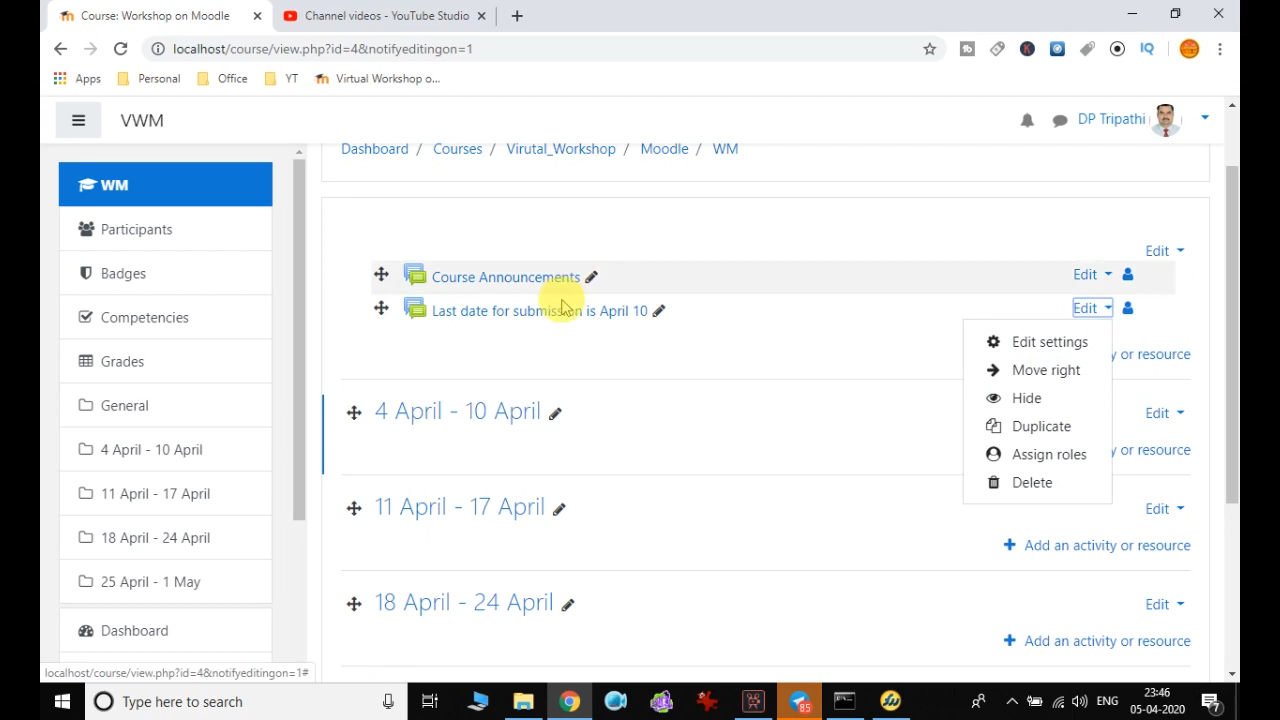 Course: Workshop on Moodle
Channel videos - YouTube Studio
localhost/course/view.php?id=4&notifyeditingon=1
Apps
Personal
Office
YT
Virtual Workshop o...
VWM
DP Tripathi
Dashboard / Courses / Virutal_Workshop / Moodle / WM
WM
Participants
Badges
Competencies
Grades
General
4 April - 10 April
11 April - 17 April
18 April - 24 April
25 April - 1 May
Dashboard
Edit
Course Announcements
Edit
Last date for submission is April 10
Edit
Edit settings
Move right
Hide
Duplicate
Assign roles
Delete
y or resource
4 April - 10 April
Edit
y or resource
11 April - 17 April
Edit
Add an activity or resource
18 April - 24 April
Edit
Add an activity or resource
localhost/course/view.php?id=4&notifyeditingon=1#
Type here to search
85
ENG
23:46
05-04-2020
7
IQ
K